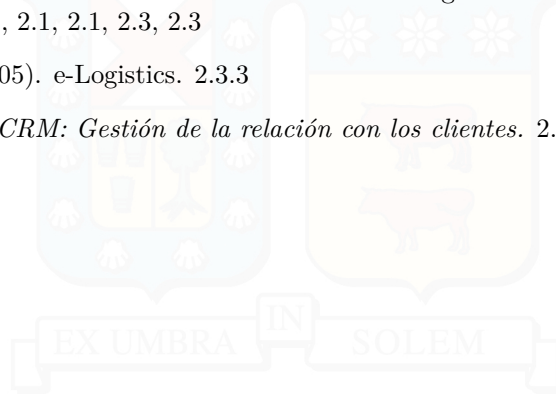 , 2.1, 2.1, 2.3, 2.3
05). e-Logistics. 2.3.3
CRM: Gestión de la relación con los clientes. 2.
EX UMBRA IN SOLEM